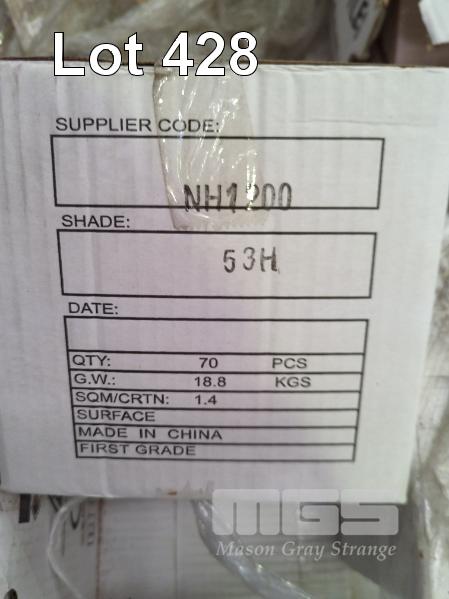 Lot 428
SUPPLIER CODE:
NH1200
SHADE:
53H
DATE:
QTY: 70 PCS
G.W.: 18.8 KGS
SQM/CRTN: 1.4
SURFACE
MADE IN CHINA
FIRST GRADE
MGS
Mason Gray Strange